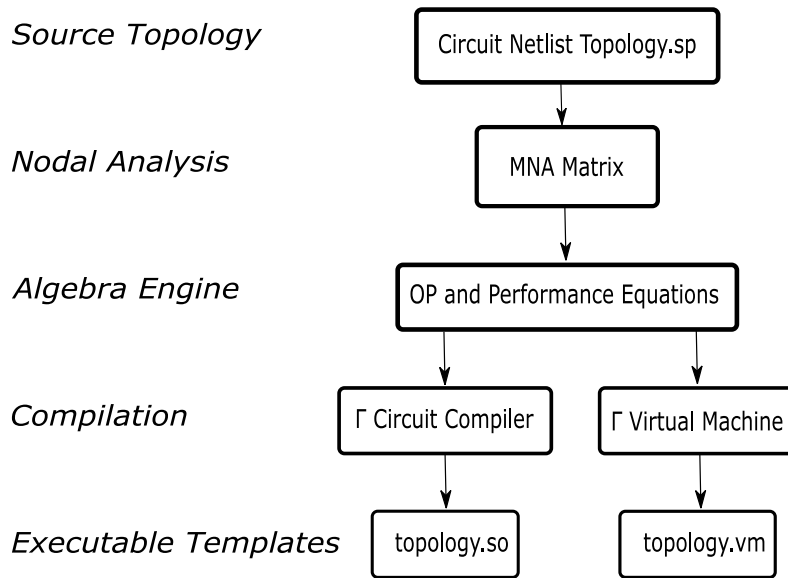 Source Topology
Circuit Netlist Topology.sp
Nodal Analysis
MNA Matrix
Algebra Engine
OP and Performance Equations
Compilation
Γ Circuit Compiler
Γ Virtual Machine
Executable Templates
topology.so
topology.vm